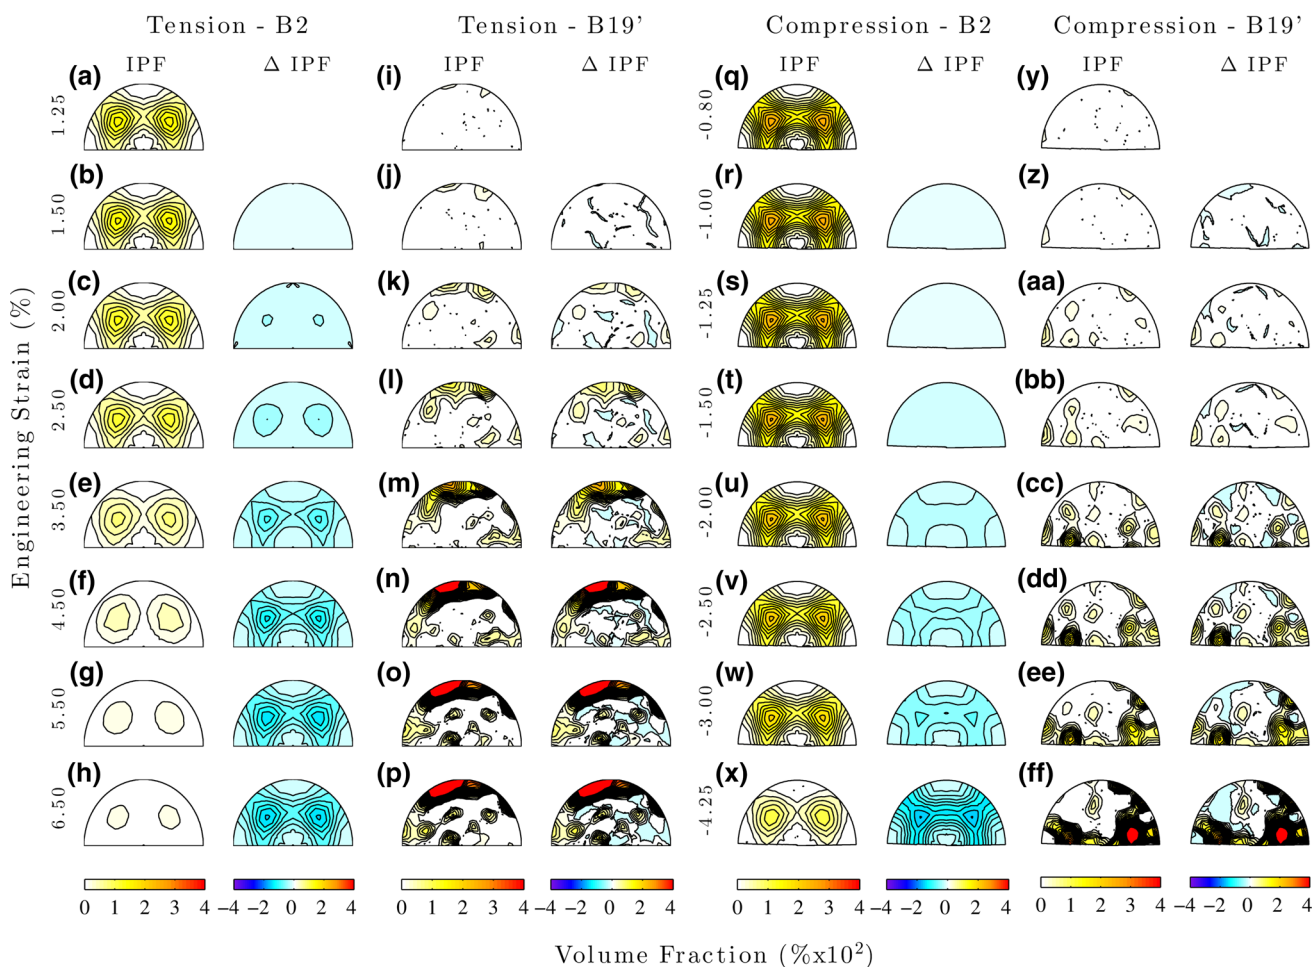 Tension - B2 Tension - B19’ Compression - B2 Compression - B19’
IPF Δ IPF IPF Δ IPF IPF Δ IPF IPF Δ IPF
(a) (i) (q) (y)
1.25 -0.80
(b) (j) (r) (z)
1.50 -1.00
(c) (k) (s) (aa)
2.00 -1.25
(d) (l) (t) (bb)
2.50 -1.50
(e) (m) (u) (cc)
3.50 -2.00
(f) (n) (v) (dd)
4.50 -2.50
(g) (o) (w) (ee)
5.50 -3.00
(h) (p) (x) (ff)
6.50 -4.25
Engineering Strain (%)
0 1 2 3 4 −4 −2 0 2 4 0 1 2 3 4 −4 −2 0 2 4 0 1 2 3 4 −4 −2 0 2 4 0 1 2 3 4 −4 −2 0 2 4
Volume Fraction (%x10²)